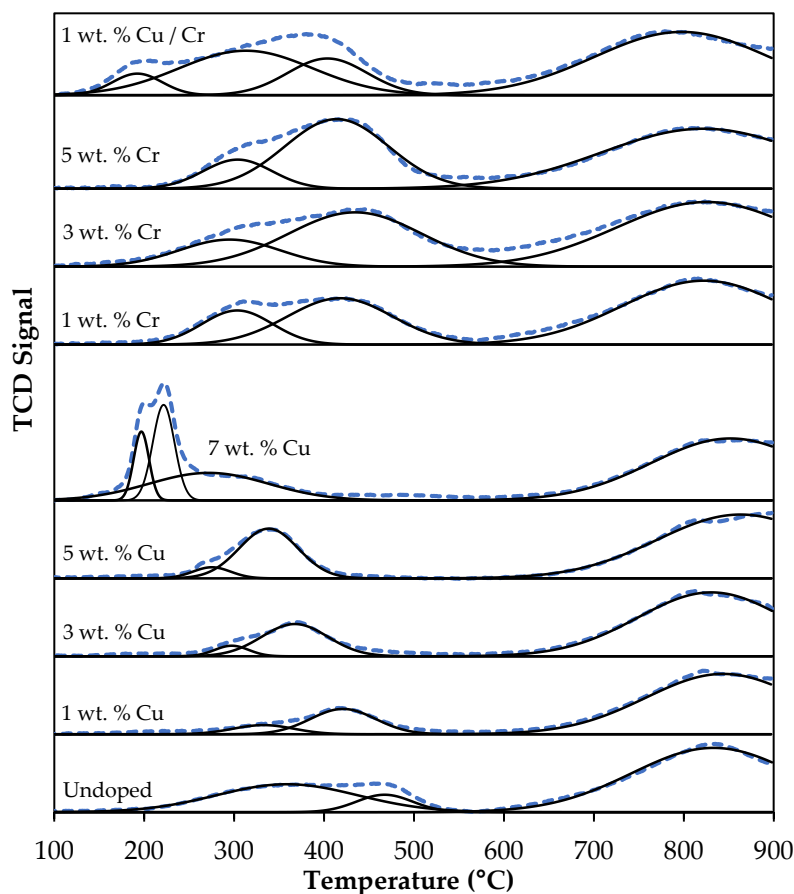 1 wt. % Cu / Cr
5 wt. % Cr
3 wt. % Cr
1 wt. % Cr
TCD Signal
7 wt. % Cu
5 wt. % Cu
3 wt. % Cu
1 wt. % Cu
Undoped
100 200 300 400 500 600 700 800 900
Temperature (°C)